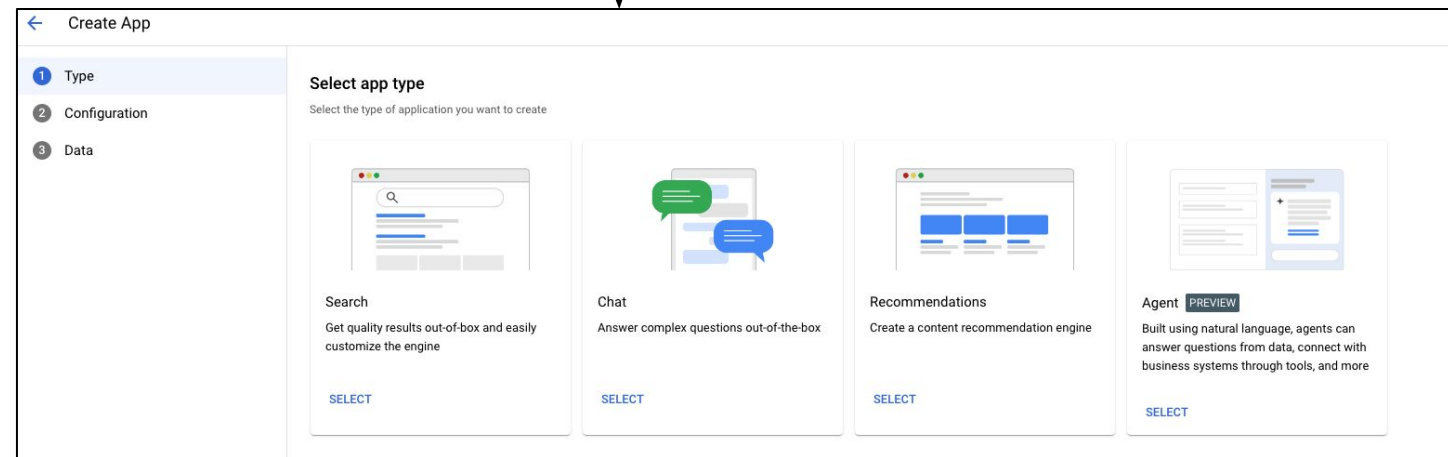 Create App
1 Type
2 Configuration
3 Data
Select app type
Select the type of application you want to create
Search
Get quality results out-of-box and easily
customize the engine
SELECT
Chat
Answer complex questions out-of-the-box
SELECT
Recommendations
Create a content recommendation engine
SELECT
Agent PREVIEW
Built using natural language, agents can
answer questions from data, connect with
business systems through tools, and more
SELECT